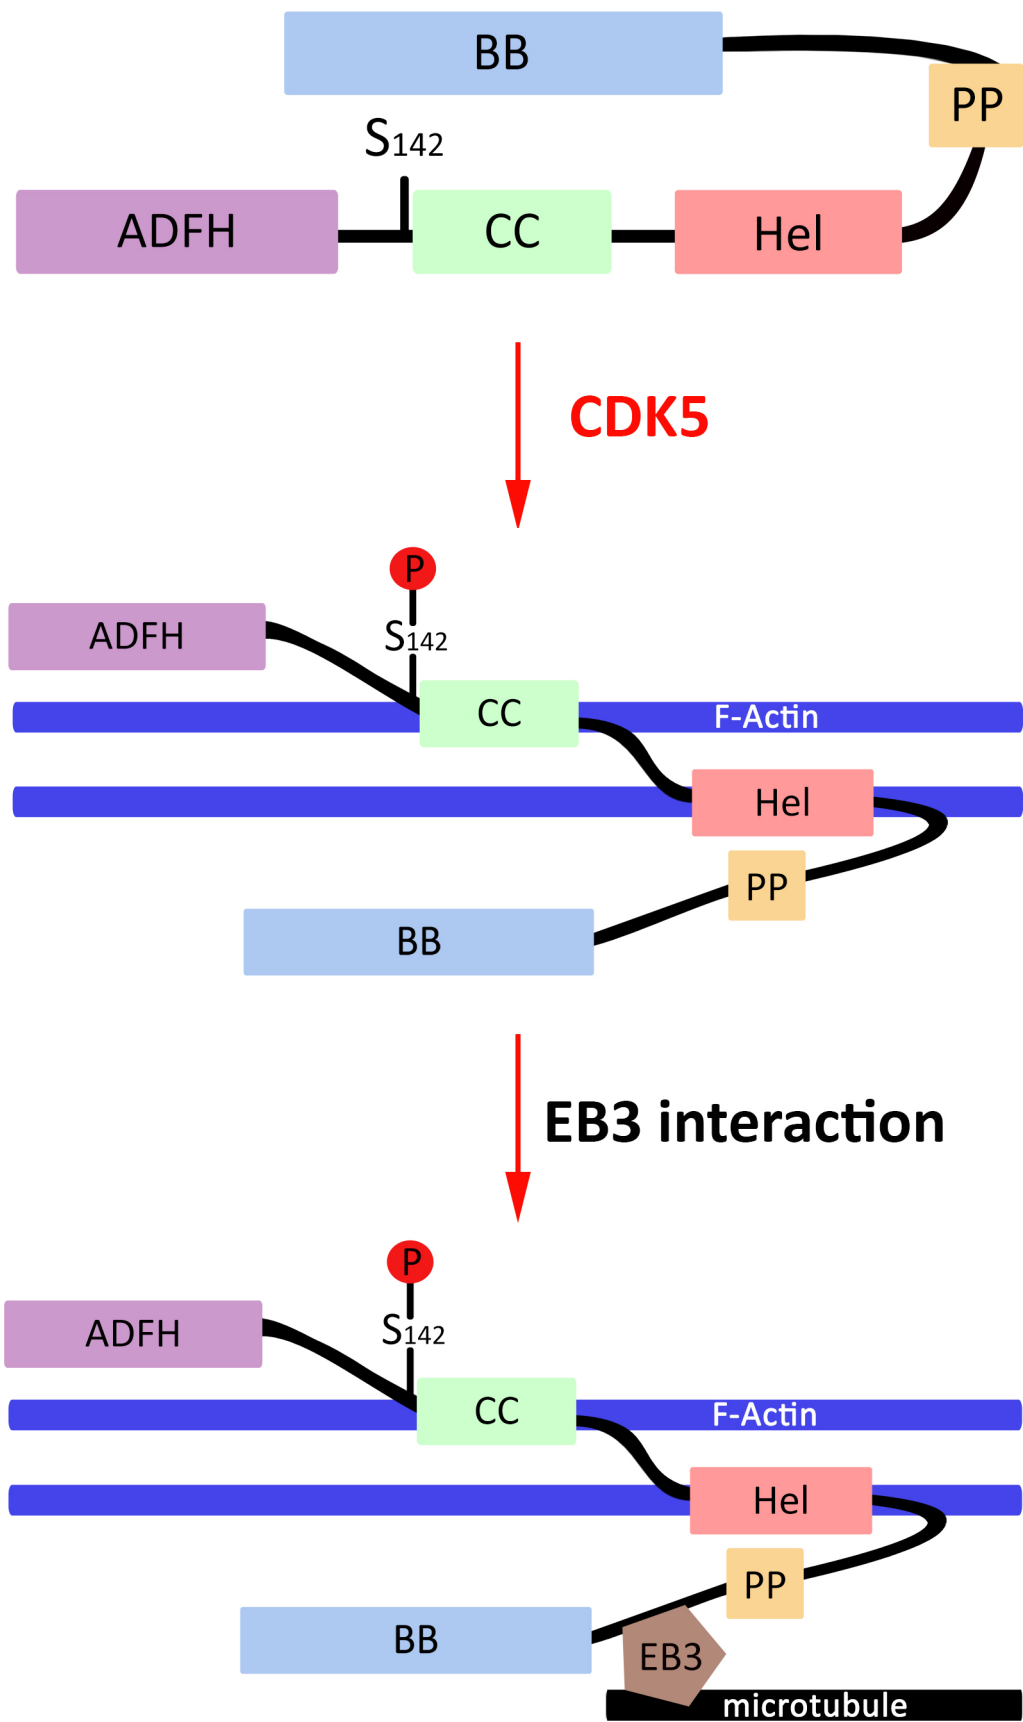 BB
PP
S142
ADFH
CC
Hel
CDK5
P
ADFH
S142
CC
F-Actin
Hel
PP
BB
EB3 interaction
P
ADFH
S142
CC
F-Actin
Hel
PP
BB
EB3
microtubule